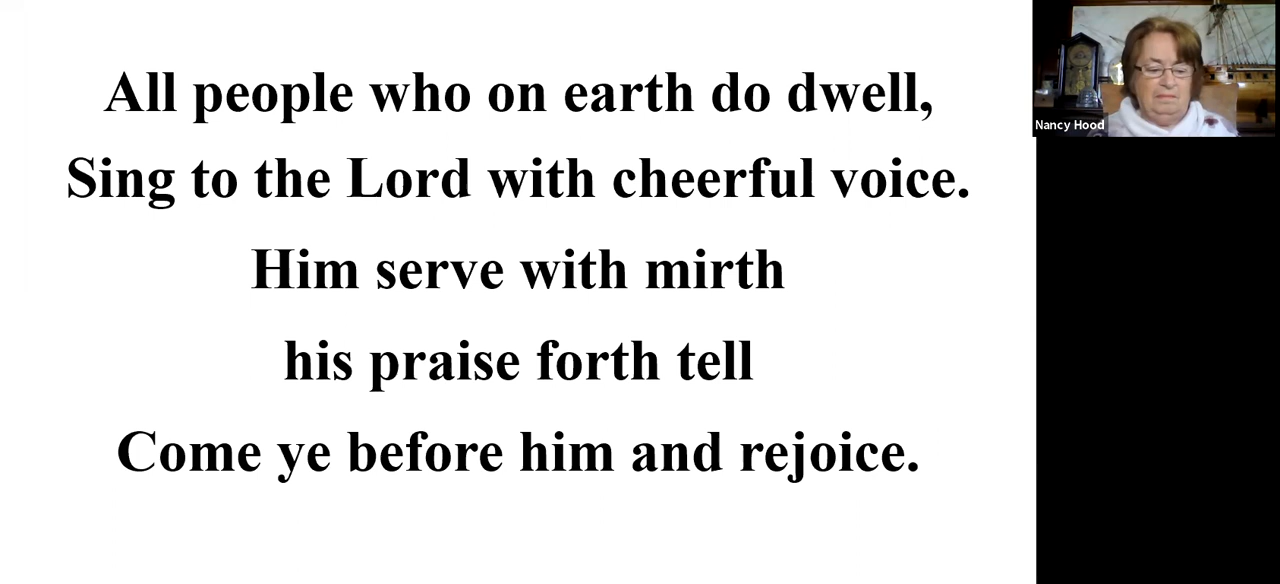 All people who on earth do dwell,
Sing to the Lord with cheerful voice.
Him serve with mirth
his praise forth tell
Come ye before him and rejoice.
Nancy Hood